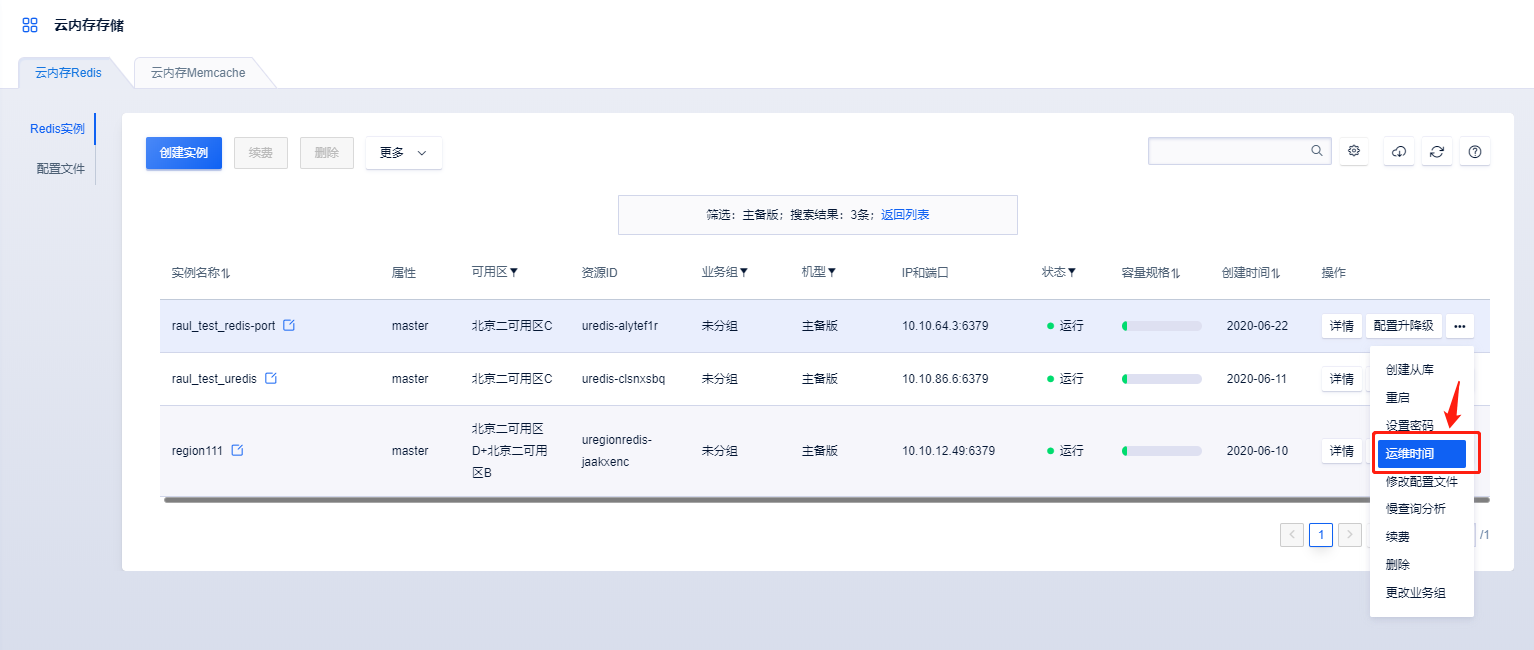 云内存存储
云内存Redis
云内存Memcache
Redis实例
配置文件
创建实例
续费
删除
更多
筛选：主备版；搜索结果：3条；返回列表
实例名称 属性 可用区 资源ID 业务组 机型 IP和端口 状态 容量规格 创建时间 操作
raul_test_redis-port master 北京二可用区C uredis-alytef1r 未分组 主备版 10.10.64.3:6379 运行 2020-06-22 详情 配置升降级 •••
raul_test_uredis master 北京二可用区C uredis-clsnxsbq 未分组 主备版 10.10.86.6:6379 运行 2020-06-11 详情
region111 master 北京二可用区
D+北京二可用
区B
uregionredis-
jaakxenc
未分组 主备版 10.10.12.49:6379 运行 2020-06-10 详情
创建从库
重启
设置密码
运维时间
修改配置文件
慢查询分析
续费
删除
更改业务组
1
/1